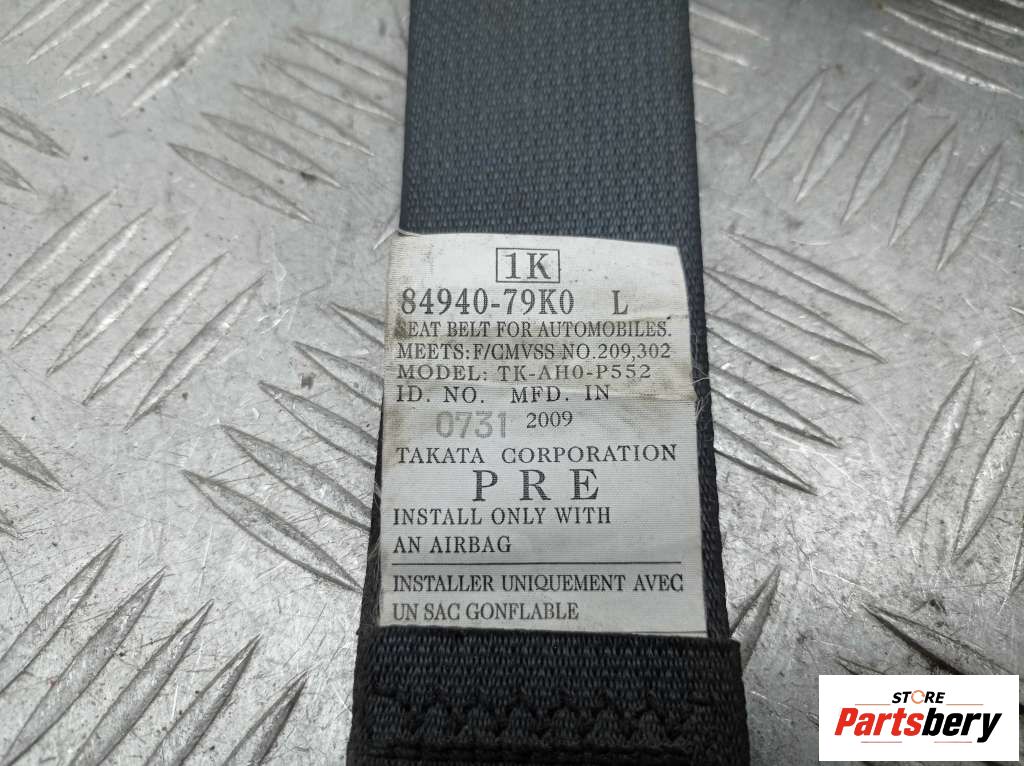 1K
84940-79K0 L
SEAT BELT FOR AUTOMOBILES.
MEETS: F/CMVSS NO.209,302
MODEL: TK-AH0-P552
ID. NO. MFD. IN
0731 2009
TAKATA CORPORATION
PRE
INSTALL ONLY WITH
AN AIRBAG
INSTALLER UNIQUEMENT AVEC
UN SAC GONFLABLE
STORE
Partsbery